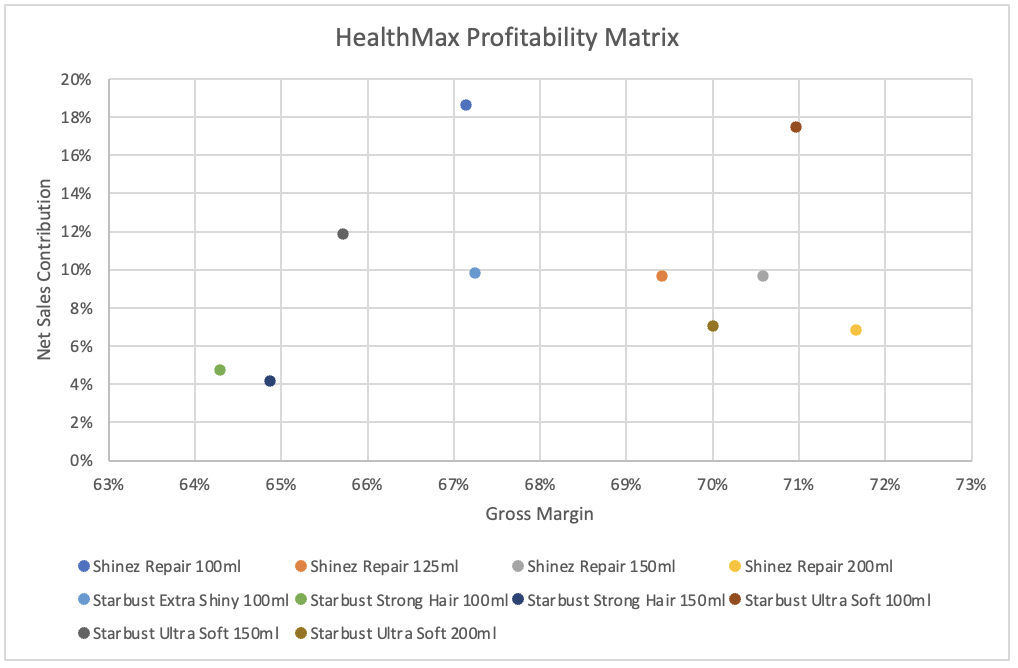 HealthMax Profitability Matrix
20%
18%
16%
14%
12%
10%
8%
6%
4%
2%
0%
Net Sales Contribution
63% 64% 65% 66% 67% 68% 69% 70% 71% 72% 73%
Gross Margin
Shinez Repair 100ml Shinez Repair 125ml Shinez Repair 150ml Shinez Repair 200ml
Starbust Extra Shiny 100ml Starbust Strong Hair 100ml Starbust Strong Hair 150ml Starbust Ultra Soft 100ml
Starbust Ultra Soft 150ml Starbust Ultra Soft 200ml